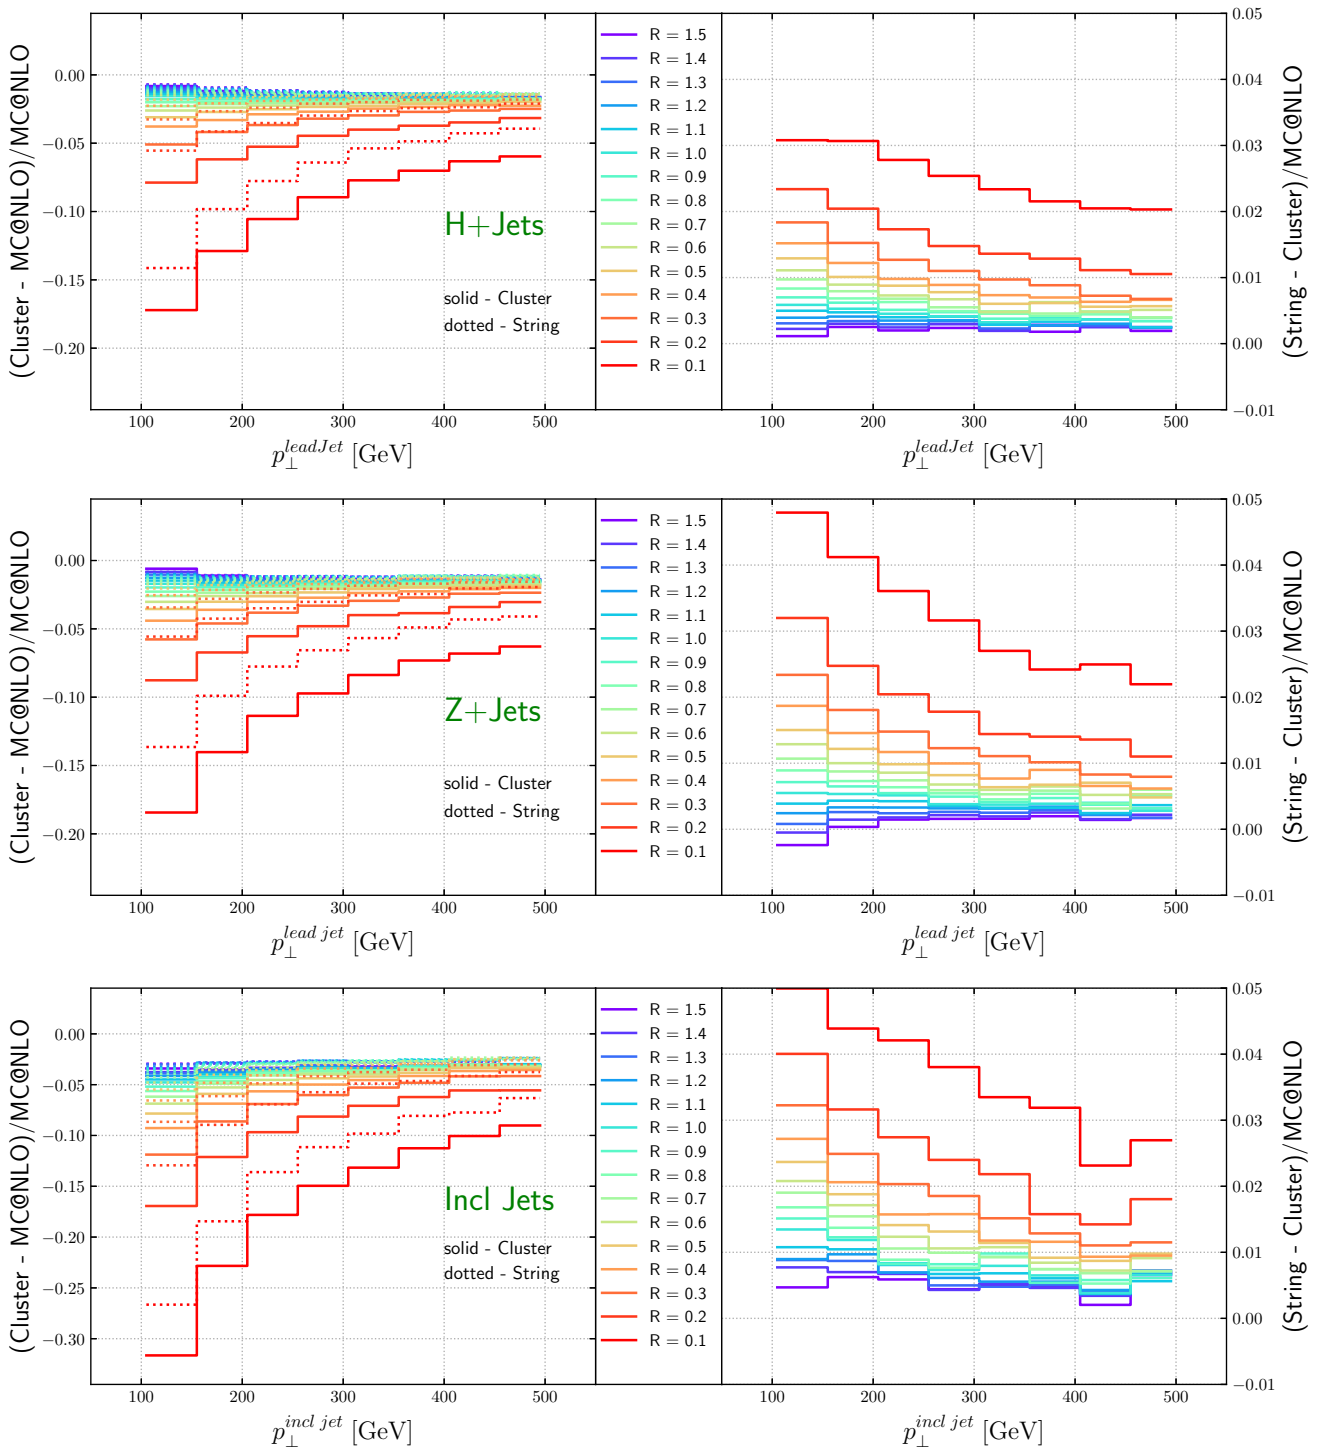 (Cluster - MC@NLO)/MC@NLO
0.00
−0.05
−0.10
−0.15
−0.20
H+Jets
solid - Cluster
dotted - String
100 200 300 400 500
p⊥^leadJet [GeV]
R = 1.5
R = 1.4
R = 1.3
R = 1.2
R = 1.1
R = 1.0
R = 0.9
R = 0.8
R = 0.7
R = 0.6
R = 0.5
R = 0.4
R = 0.3
R = 0.2
R = 0.1
0.05
0.04
0.03
0.02
0.01
0.00
−0.01
(String - Cluster)/MC@NLO
100 200 300 400 500
p⊥^leadJet [GeV]
(Cluster - MC@NLO)/MC@NLO
0.00
−0.05
−0.10
−0.15
−0.20
Z+Jets
solid - Cluster
dotted - String
100 200 300 400 500
p⊥^lead jet [GeV]
R = 1.5
R = 1.4
R = 1.3
R = 1.2
R = 1.1
R = 1.0
R = 0.9
R = 0.8
R = 0.7
R = 0.6
R = 0.5
R = 0.4
R = 0.3
R = 0.2
R = 0.1
0.05
0.04
0.03
0.02
0.01
0.00
−0.01
(String - Cluster)/MC@NLO
100 200 300 400 500
p⊥^lead jet [GeV]
(Cluster - MC@NLO)/MC@NLO
0.00
−0.05
−0.10
−0.15
−0.20
−0.25
−0.30
Incl Jets
solid - Cluster
dotted - String
100 200 300 400 500
p⊥^incl jet [GeV]
R = 1.5
R = 1.4
R = 1.3
R = 1.2
R = 1.1
R = 1.0
R = 0.9
R = 0.8
R = 0.7
R = 0.6
R = 0.5
R = 0.4
R = 0.3
R = 0.2
R = 0.1
0.05
0.04
0.03
0.02
0.01
0.00
−0.01
(String - Cluster)/MC@NLO
100 200 300 400 500
p⊥^incl jet [GeV]